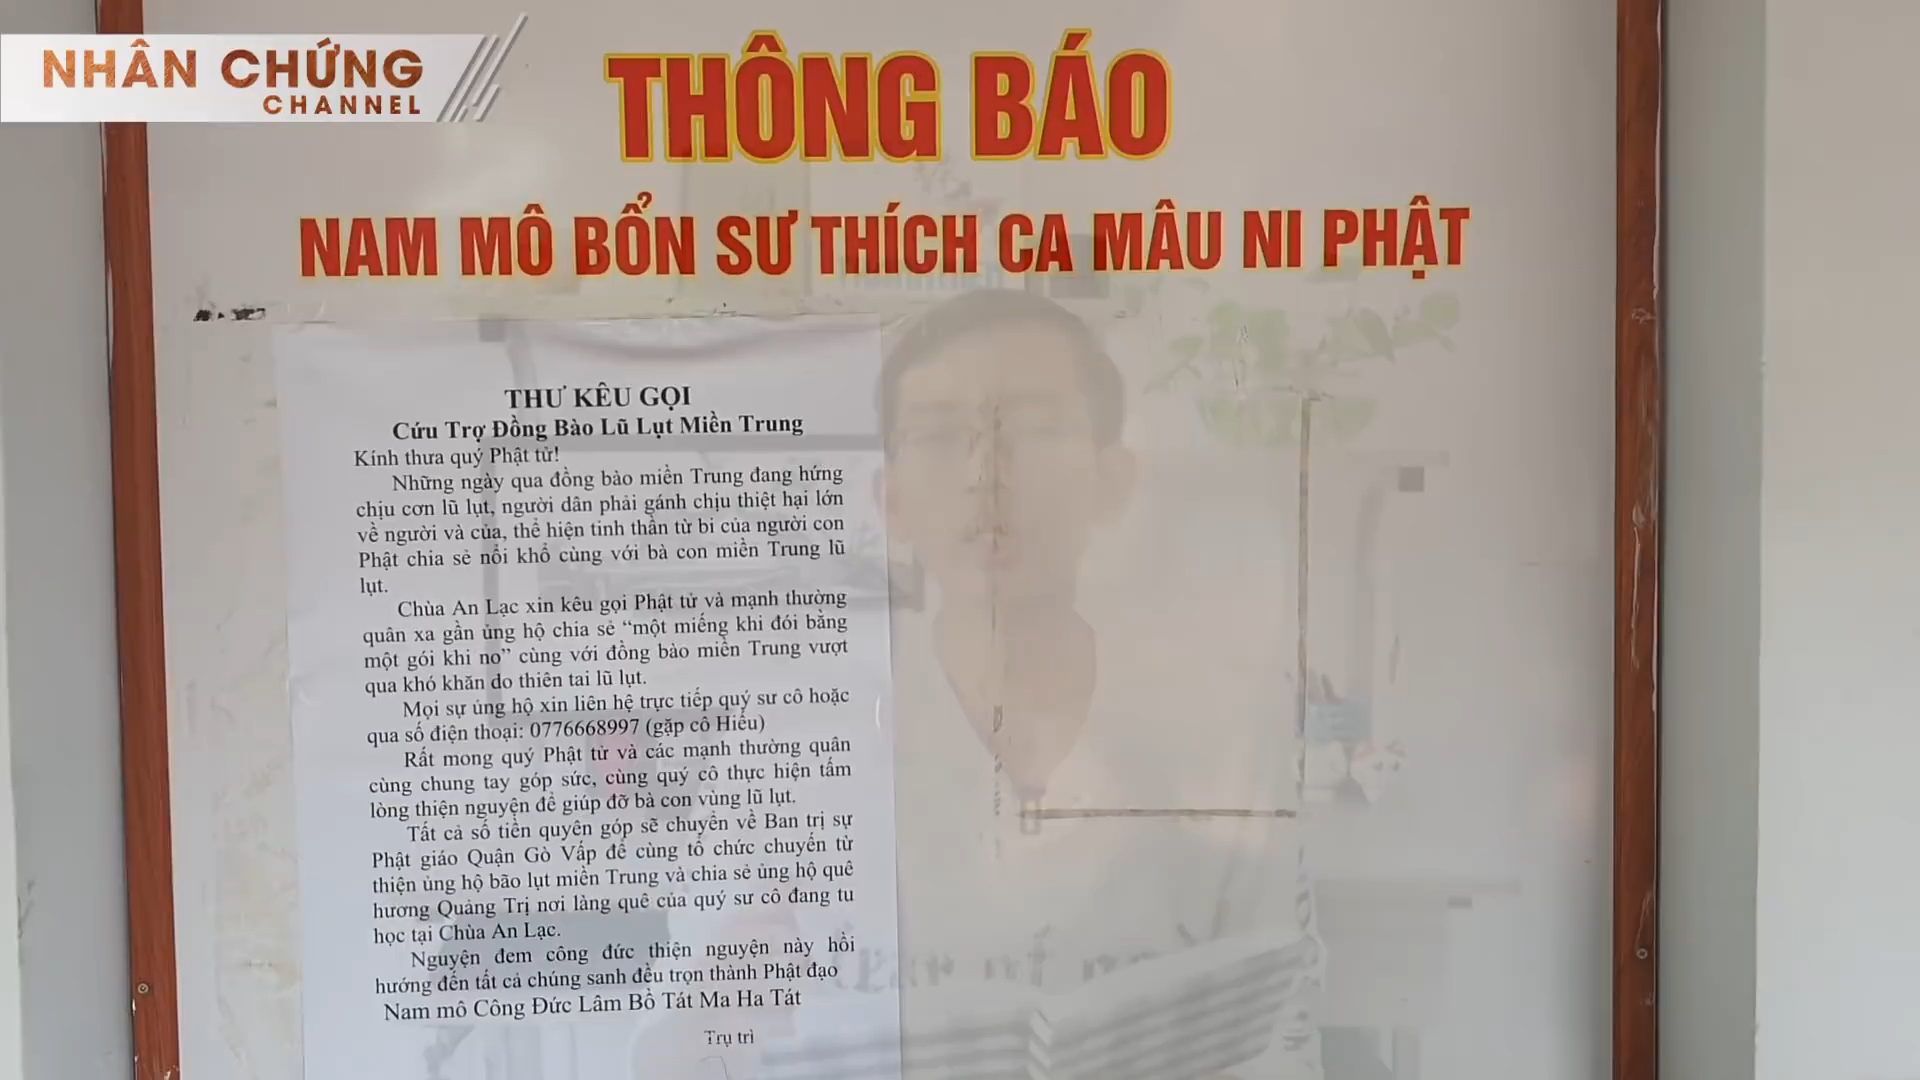 NHÂN CHỨNG
CHANNEL
THÔNG BÁO
NAM MÔ BỔN SƯ THÍCH CA MÂU NI PHẬT
THƯ KÊU GỌI
Cứu Trợ Đồng Bào Lũ Lụt Miền Trung
Kính thưa quý Phật tử!
Những ngày qua đồng bào miền Trung đang hứng
chịu cơn lũ lụt, người dân phải gánh chịu thiệt hại lớn
về người và của, thể hiện tinh thần từ bi của người con
Phật chia sẻ nổi khổ cùng với bà con miền Trung lũ
lụt.
Chùa An Lạc xin kêu gọi Phật tử và mạnh thường
quân xa gần ủng hộ chia sẻ “một miếng khi đói bằng
một gói khi no” cùng với đồng bào miền Trung vượt
qua khó khăn do thiên tai lũ lụt.
Mọi sự ủng hộ xin liên hệ trực tiếp quý sư cô hoặc
qua số điện thoại: 0776668997 (gặp cô Hiếu)
Rất mong quý Phật tử và các mạnh thường quân
cùng chung tay góp sức, cùng quý cô thực hiện tấm
lòng thiện nguyện để giúp đỡ bà con vùng lũ lụt.
Tất cả số tiền quyên góp sẽ chuyển về Ban trị sự
Phật giáo Quận Gò Vấp để cùng tổ chức chuyến từ
thiện ủng hộ bão lụt miền Trung và chia sẻ ủng hộ quê
hương Quảng Trị nơi làng quê của quý sư cô đang tu
học tại Chùa An Lạc.
Nguyện đem công đức thiện nguyện này hồi
hướng đến tất cả chúng sanh đều trọn thành Phật đạo
Nam mô Công Đức Lâm Bồ Tát Ma Ha Tát
Trụ trì